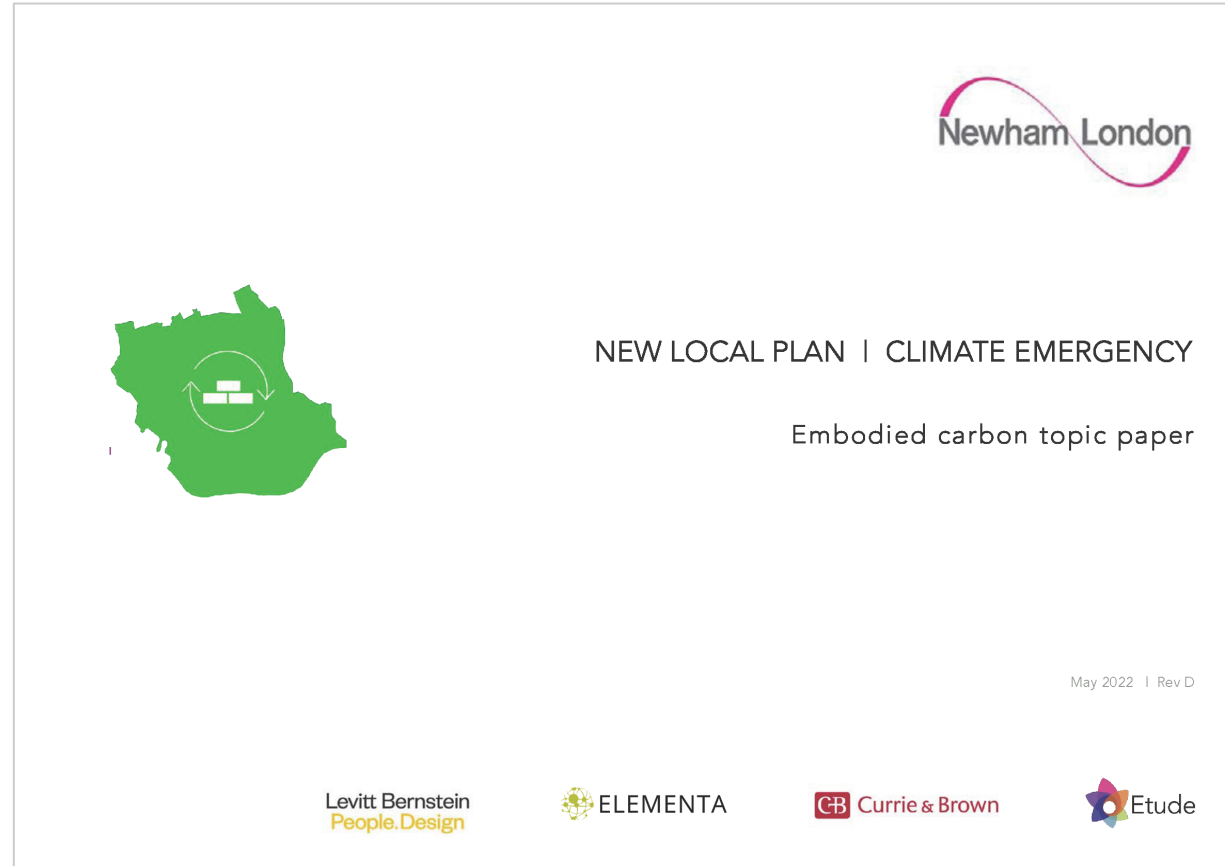 Newham London
NEW LOCAL PLAN | CLIMATE EMERGENCY
Embodied carbon topic paper
May 2022 | Rev D
Levitt Bernstein
People.Design
ELEMENTA
CB Currie & Brown
Etude